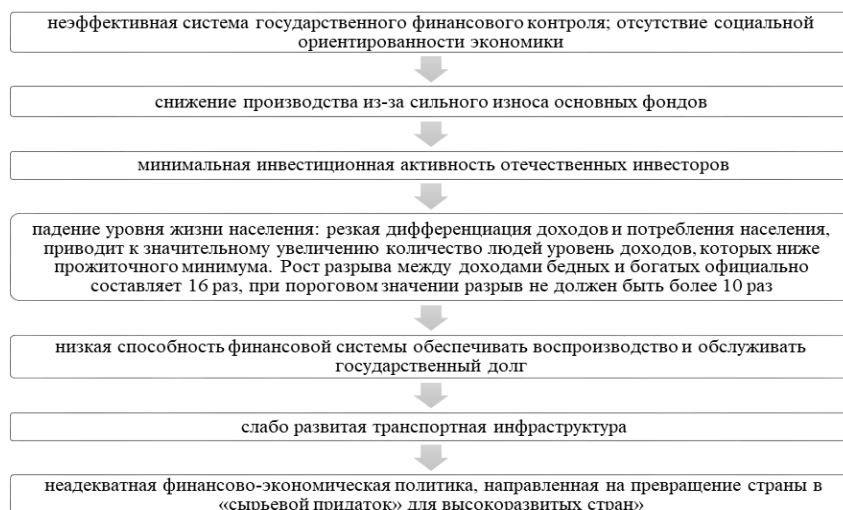 неэффективная система государственного финансового контроля; отсутствие социальной
ориентированности экономики
снижение производства из-за сильного износа основных фондов
минимальная инвестиционная активность отечественных инвесторов
падение уровня жизни населения: резкая дифференциация доходов и потребления населения,
приводит к значительному увеличению количество людей уровень доходов, которых ниже
прожиточного минимума. Рост разрыва между доходами бедных и богатых официально
составляет 16 раз, при пороговом значении разрыв не должен быть более 10 раз
низкая способность финансовой системы обеспечивать воспроизводство и обслуживать
государственный долг
слабо развитая транспортная инфраструктура
неадекватная финансово-экономическая политика, направленная на превращение страны в
«сырьевой придаток» для высокоразвитых стран»